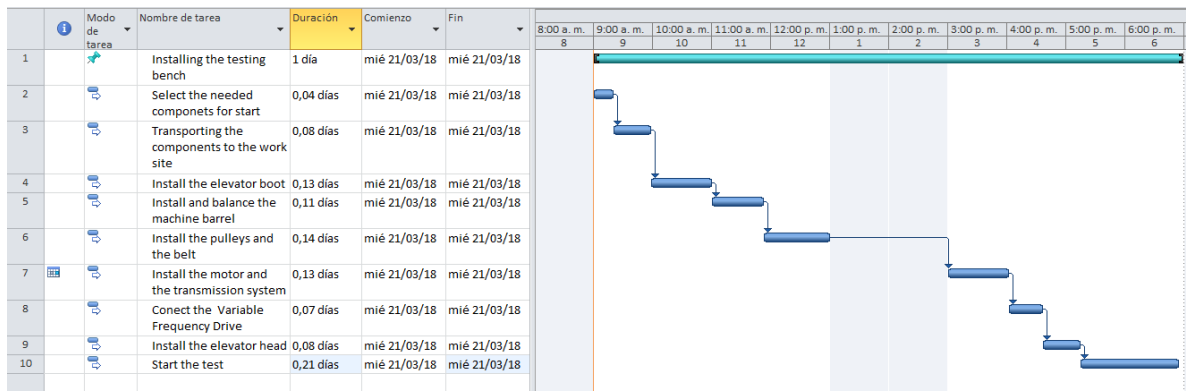 Modo de tarea Nombre de tarea Duración Comienzo Fin
8:00 a. m. 9:00 a. m. 10:00 a. m. 11:00 a. m. 12:00 p. m. 1:00 p. m. 2:00 p. m. 3:00 p. m. 4:00 p. m. 5:00 p. m. 6:00 p. m.
8 9 10 11 12 1 2 3 4 5 6
1 Installing the testing 1 día mié 21/03/18 mié 21/03/18
bench
2 Select the needed 0,04 días mié 21/03/18 mié 21/03/18
componets for start
3 Transporting the 0,08 días mié 21/03/18 mié 21/03/18
components to the work
site
4 Install the elevator boot 0,13 días mié 21/03/18 mié 21/03/18
5 Install and balance the 0,11 días mié 21/03/18 mié 21/03/18
machine barrel
6 Install the pulleys and 0,14 días mié 21/03/18 mié 21/03/18
the belt
7 Install the motor and 0,13 días mié 21/03/18 mié 21/03/18
the transmission system
8 Conect the Variable 0,07 días mié 21/03/18 mié 21/03/18
Frequency Drive
9 Install the elevator head 0,08 días mié 21/03/18 mié 21/03/18
10 Start the test 0,21 días mié 21/03/18 mié 21/03/18